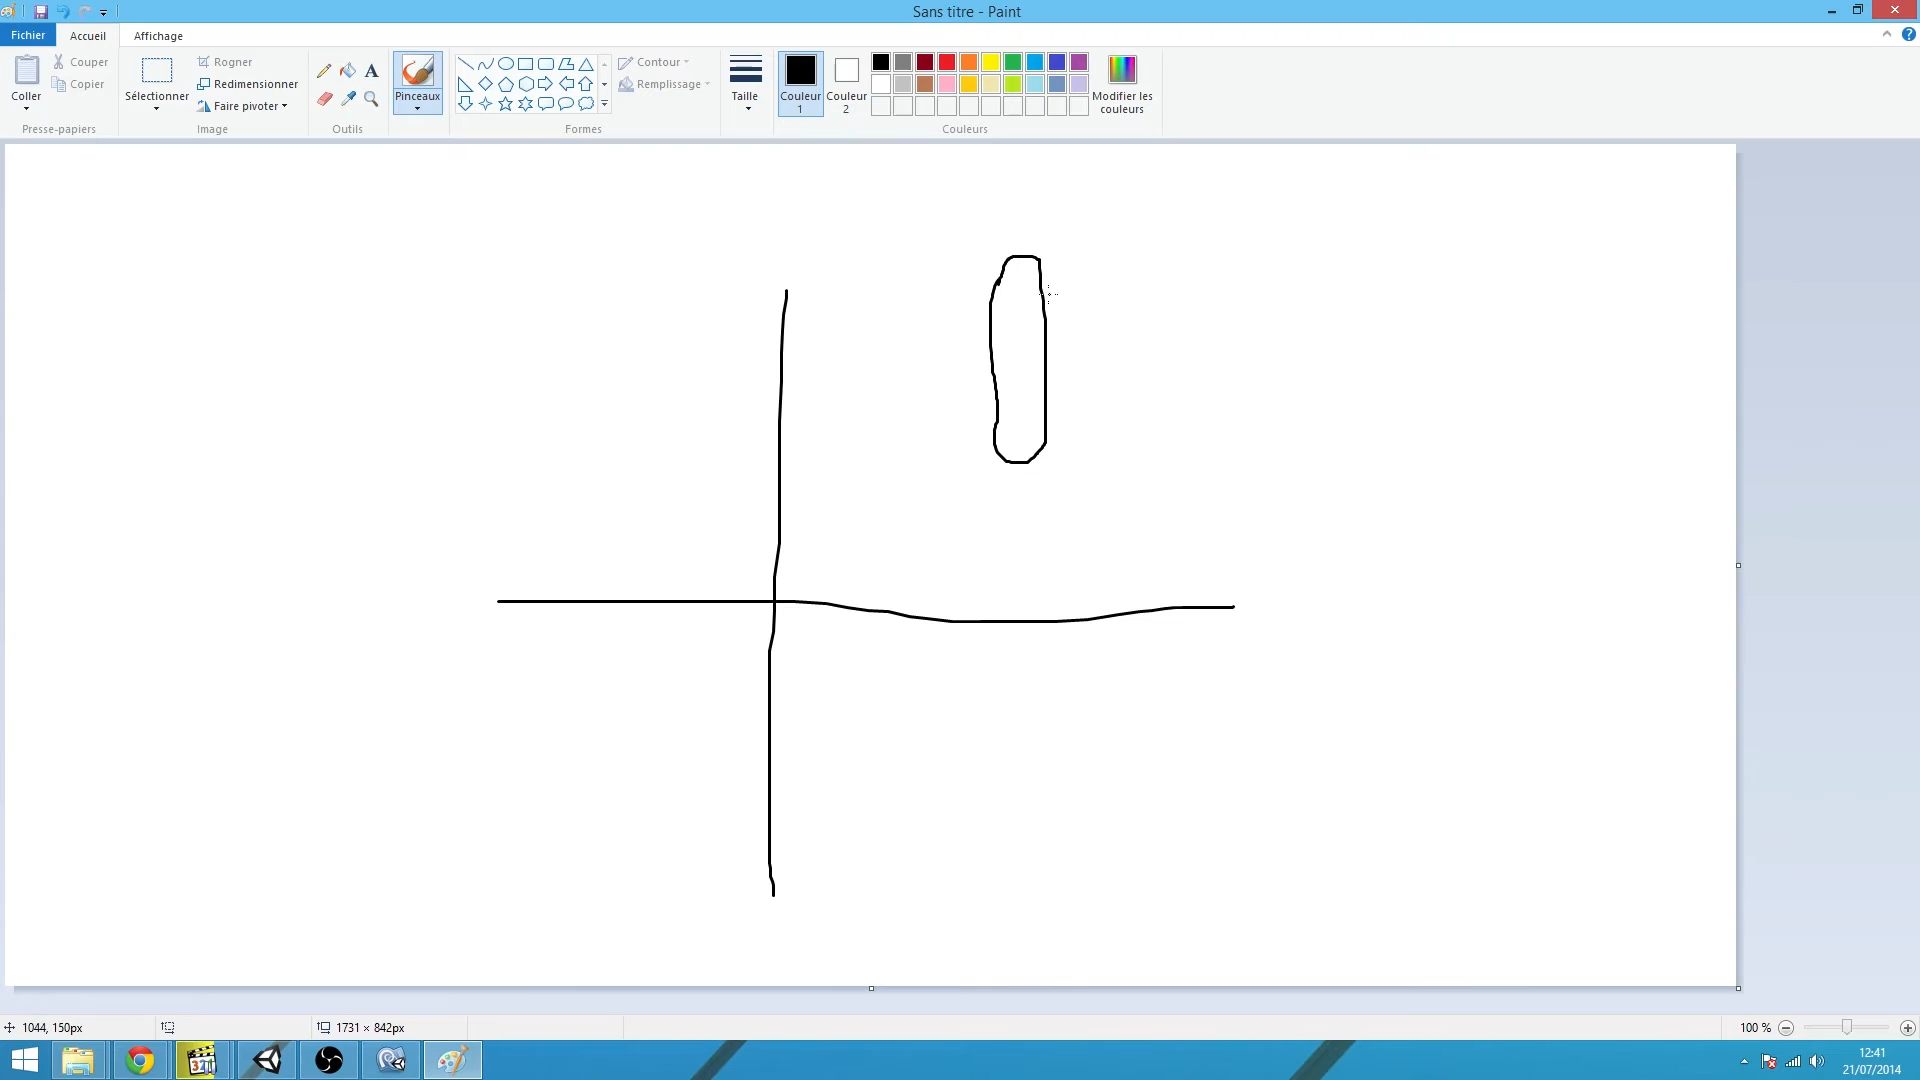 Sans titre - Paint
Fichier
Accueil
Affichage
Coller
Couper
Copier
Presse-papiers
Sélectionner
Rogner
Redimensionner
Faire pivoter
Image
A
Outils
Pinceaux
Contour
Remplissage
Formes
Taille
Couleur
1
Couleur
2
Modifier les
couleurs
Couleurs
1044, 150px
1731 × 842px
100 %
321
12:41
21/07/2014